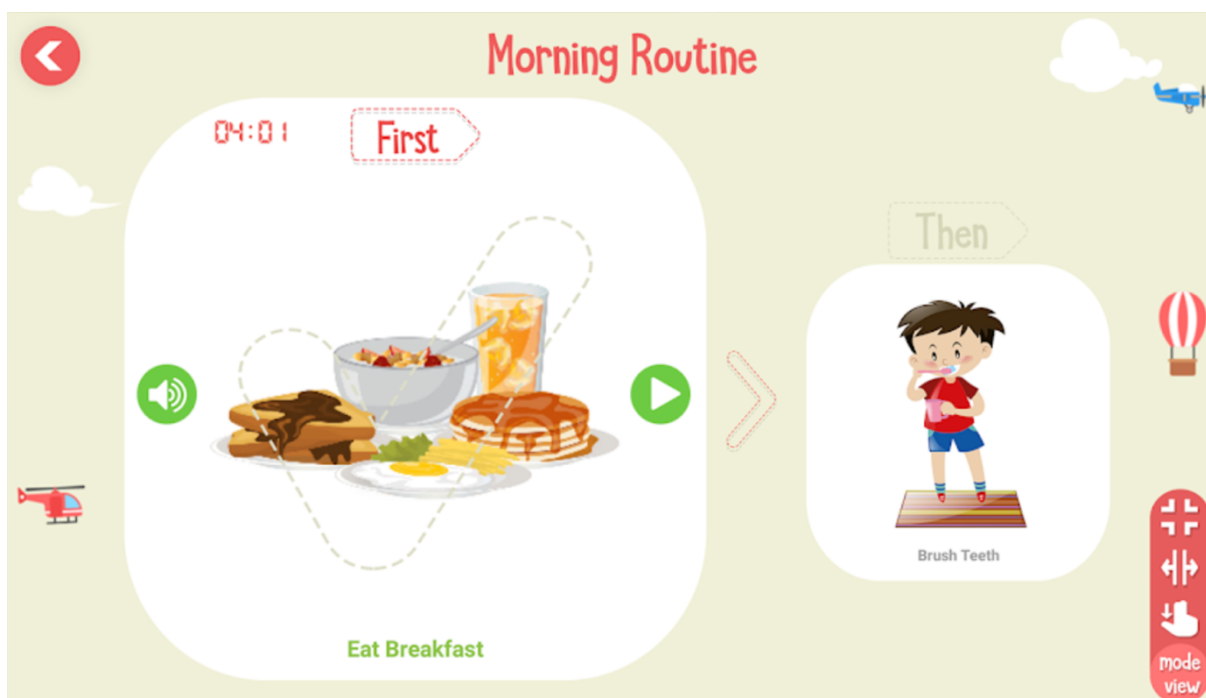 Morning Routine
04:01
First
Then
Brush Teeth
Eat Breakfast
mode
view